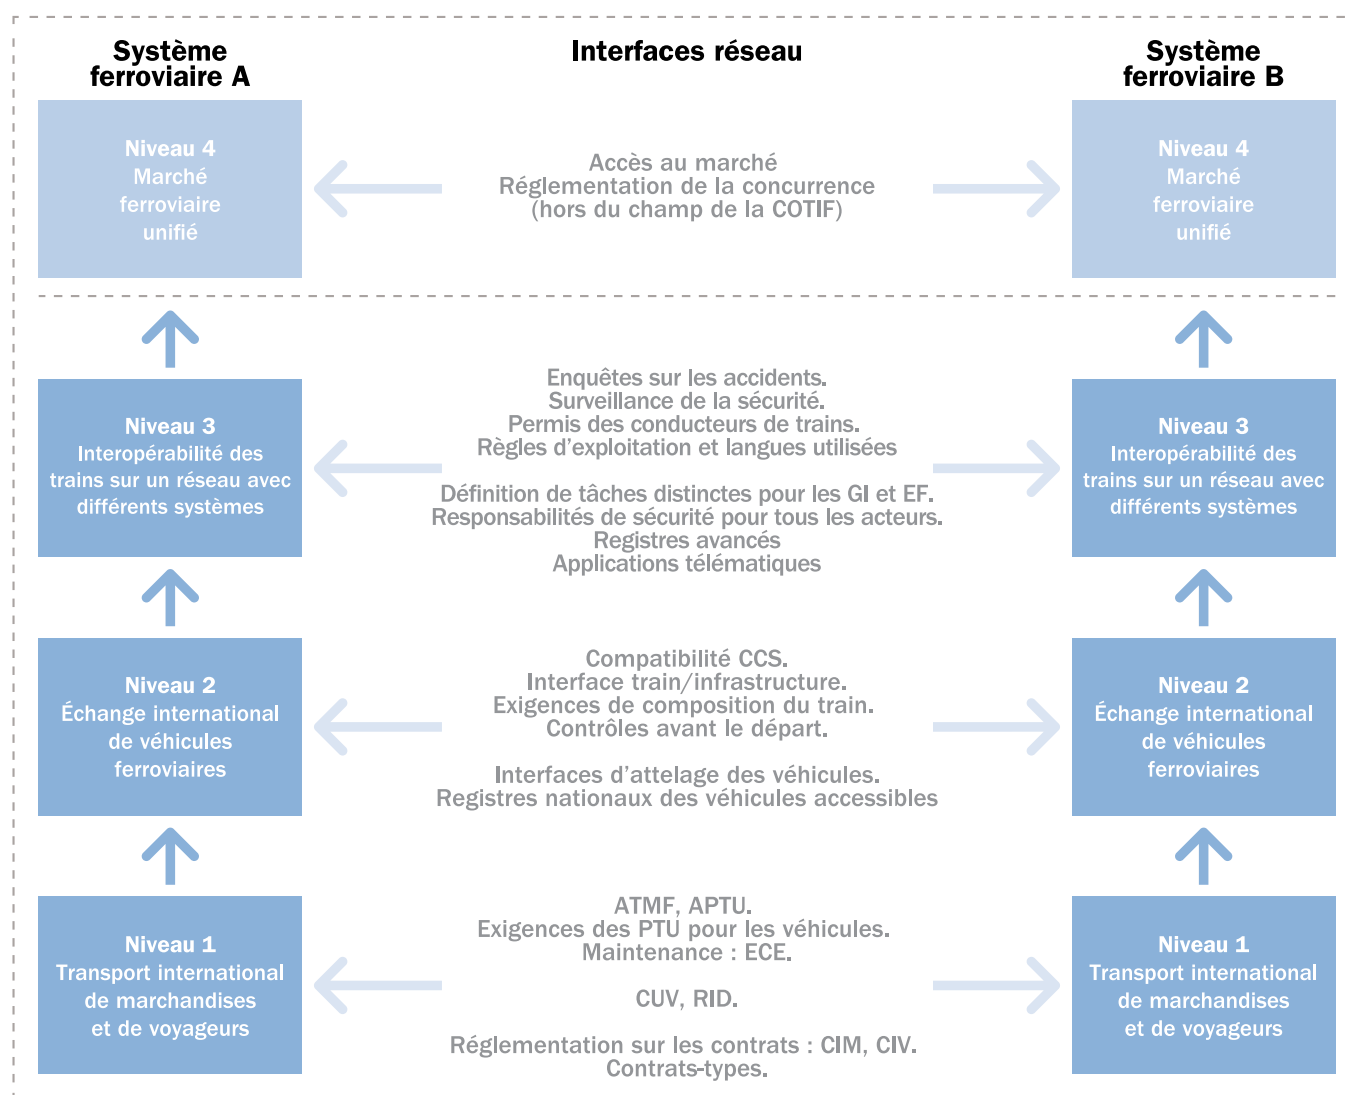 Système
ferroviaire A
Interfaces réseau
Système
ferroviaire B
Niveau 4
Marché
ferroviaire
unifié
Accès au marché
Réglementation de la concurrence
(hors du champ de la COTIF)
Niveau 4
Marché
ferroviaire
unifié
Niveau 3
Interopérabilité des
trains sur un réseau avec
différents systèmes
Enquêtes sur les accidents.
Surveillance de la sécurité.
Permis des conducteurs de trains.
Règles d'exploitation et langues utilisées
Définition de tâches distinctes pour les GI et EF.
Responsabilités de sécurité pour tous les acteurs.
Registres avancés
Applications télématiques
Niveau 3
Interopérabilité des
trains sur un réseau avec
différents systèmes
Niveau 2
Échange international
de véhicules
ferroviaires
Compatibilité CCS.
Interface train/infrastructure.
Exigences de composition du train.
Contrôles avant le départ.
Interfaces d'attelage des véhicules.
Registres nationaux des véhicules accessibles
Niveau 2
Échange international
de véhicules
ferroviaires
Niveau 1
Transport international
de marchandises
et de voyageurs
ATMF, APTU.
Exigences des PTU pour les véhicules.
Maintenance : ECE.
CUV, RID.
Réglementation sur les contrats : CIM, CIV.
Contrats-types.
Niveau 1
Transport international
de marchandises
et de voyageurs